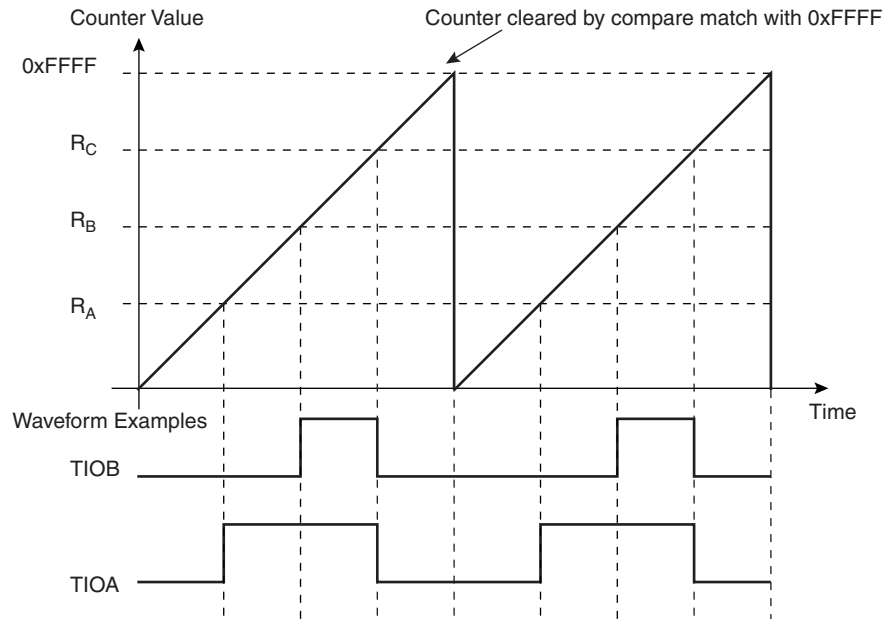 Counter Value
Counter cleared by compare match with 0xFFFF
0xFFFF
RC
RB
RA
Time
Waveform Examples
TIOB
TIOA